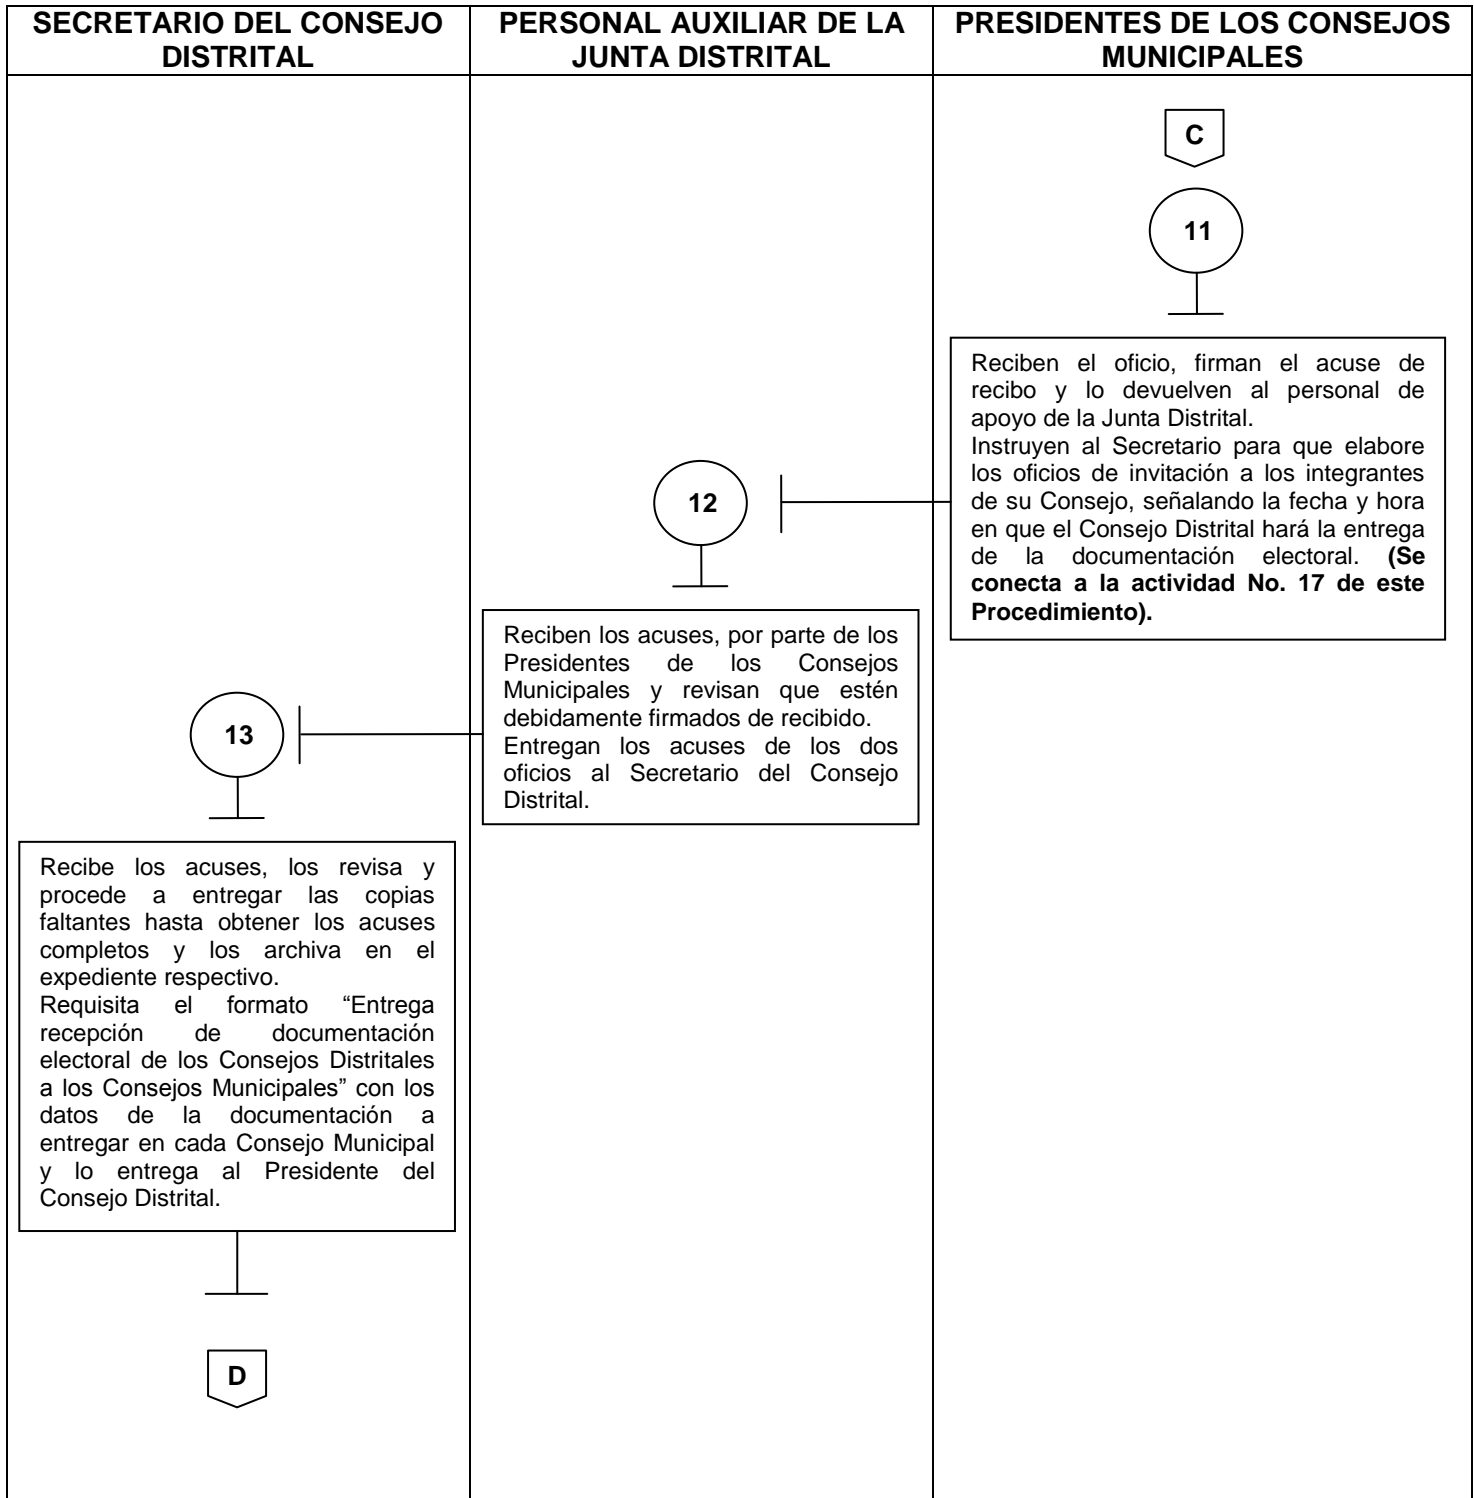 SECRETARIO DEL CONSEJO
DISTRITAL
PERSONAL AUXILIAR DE LA
JUNTA DISTRITAL
PRESIDENTES DE LOS CONSEJOS
MUNICIPALES
C
11
Reciben el oficio, firman el acuse de
recibo y lo devuelven al personal de
apoyo de la Junta Distrital.
Instruyen al Secretario para que elabore
los oficios de invitación a los integrantes
de su Consejo, señalando la fecha y hora
en que el Consejo Distrital hará la entrega
de la documentación electoral. (Se
conecta a la actividad No. 17 de este
Procedimiento).
12
Reciben los acuses, por parte de los
Presidentes de los Consejos
Municipales y revisan que estén
debidamente firmados de recibido.
Entregan los acuses de los dos
oficios al Secretario del Consejo
Distrital.
13
Recibe los acuses, los revisa y
procede a entregar las copias
faltantes hasta obtener los acuses
completos y los archiva en el
expediente respectivo.
Requisita el formato “Entrega
recepción de documentación
electoral de los Consejos Distritales
a los Consejos Municipales” con los
datos de la documentación a
entregar en cada Consejo Municipal
y lo entrega al Presidente del
Consejo Distrital.
D